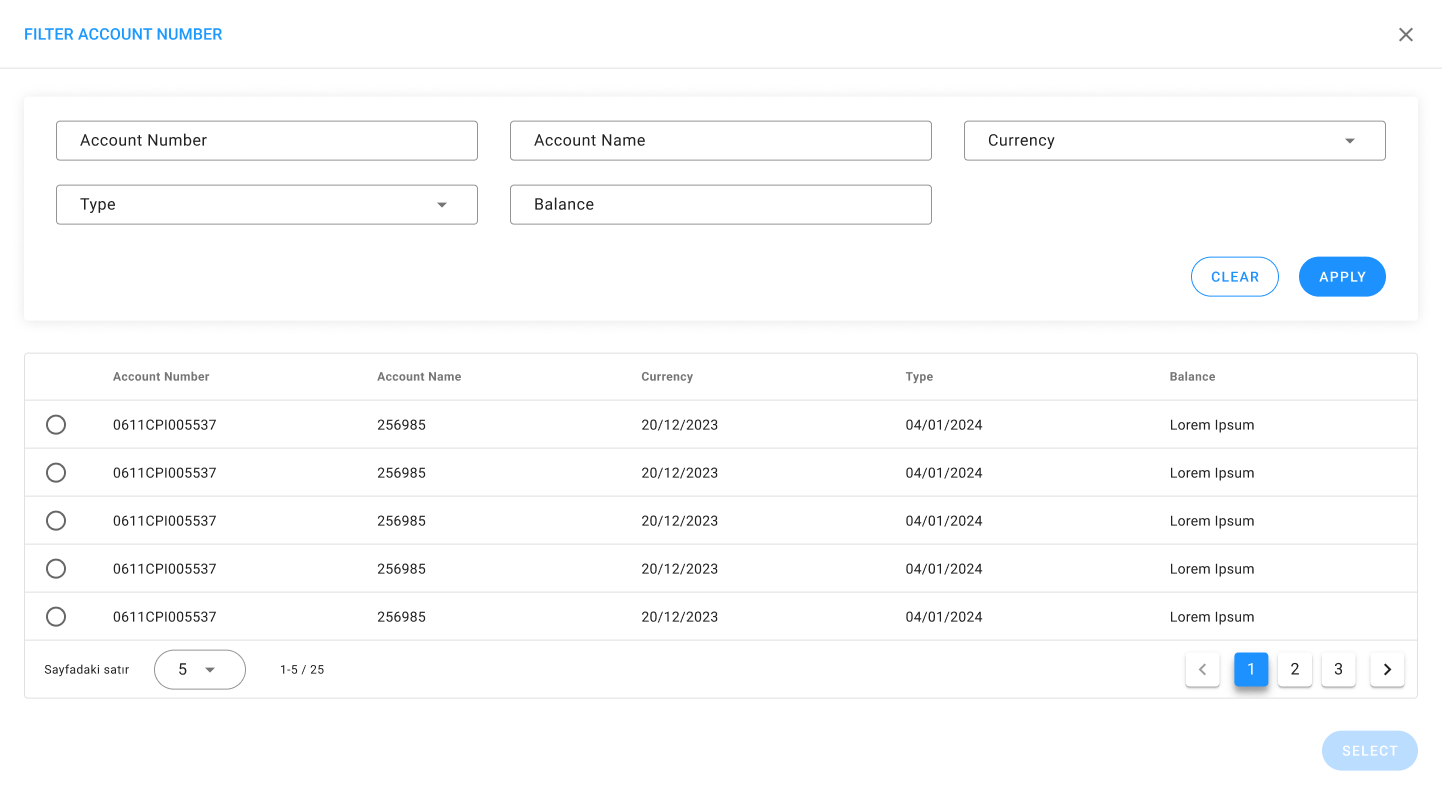 FILTER ACCOUNT NUMBER
Account Number Account Name Currency
Type Balance
CLEAR APPLY
Account Number Account Name Currency Type Balance
0611CPI005537 256985 20/12/2023 04/01/2024 Lorem Ipsum
0611CPI005537 256985 20/12/2023 04/01/2024 Lorem Ipsum
0611CPI005537 256985 20/12/2023 04/01/2024 Lorem Ipsum
0611CPI005537 256985 20/12/2023 04/01/2024 Lorem Ipsum
0611CPI005537 256985 20/12/2023 04/01/2024 Lorem Ipsum
Sayfadaki satır 5 1-5 / 25 1 2 3
SELECT